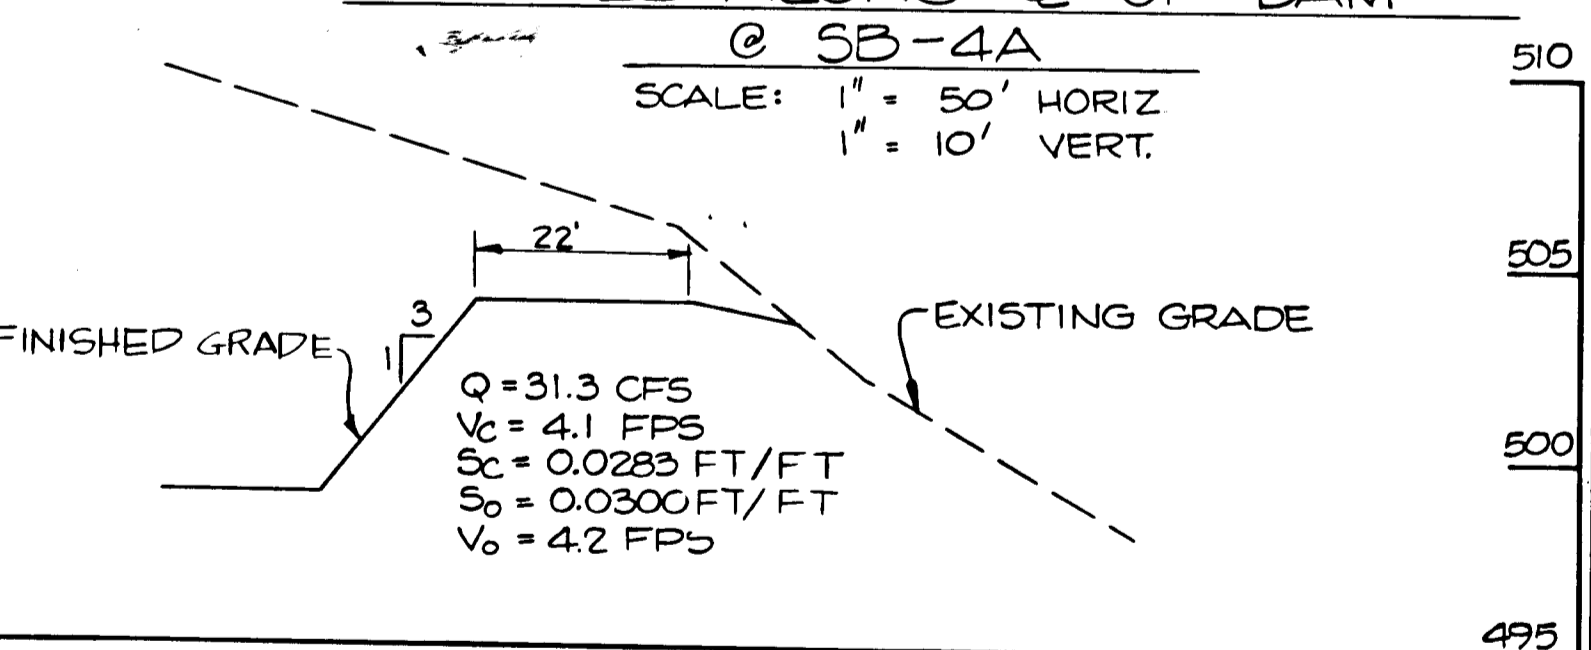 @ SB-4A
SCALE: 1" = 50' HORIZ
1" = 10' VERT.
510
505
500
495
22'
3
1
FINISHED GRADE
EXISTING GRADE
Q = 31.3 CFS
Vc = 4.1 FPS
Sc = 0.0283 FT/FT
So = 0.0300 FT/FT
Vo = 4.2 FPS